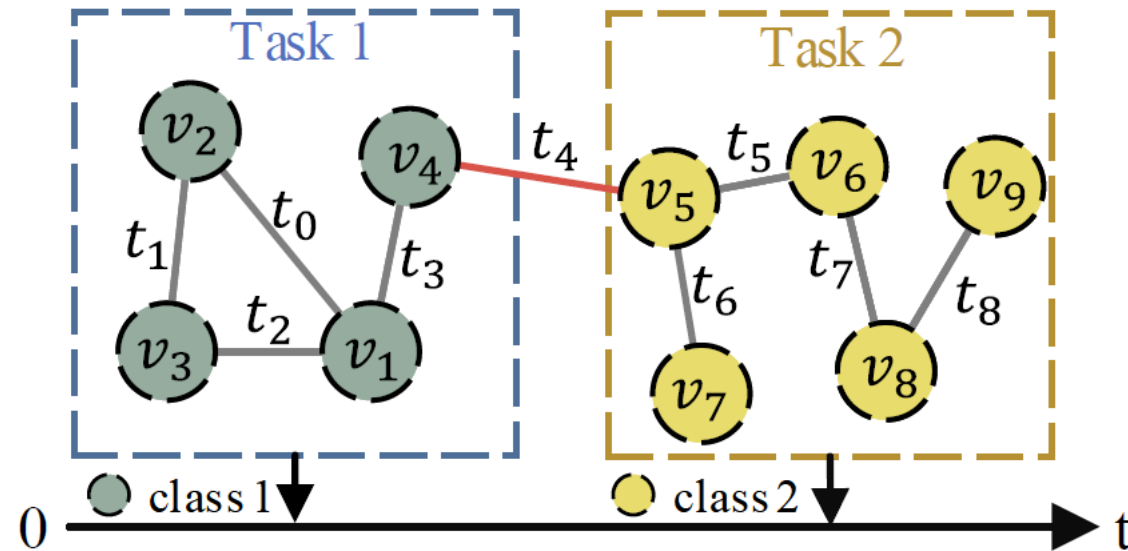 Task 1
Task 2
v₂
v₄
t₄
t₅
v₆
v₅
v₉
t₀
t₁
t₃
t₇
t₆
t₈
t₂
v₃
v₁
v₇
v₈
class 1
class 2
0
t